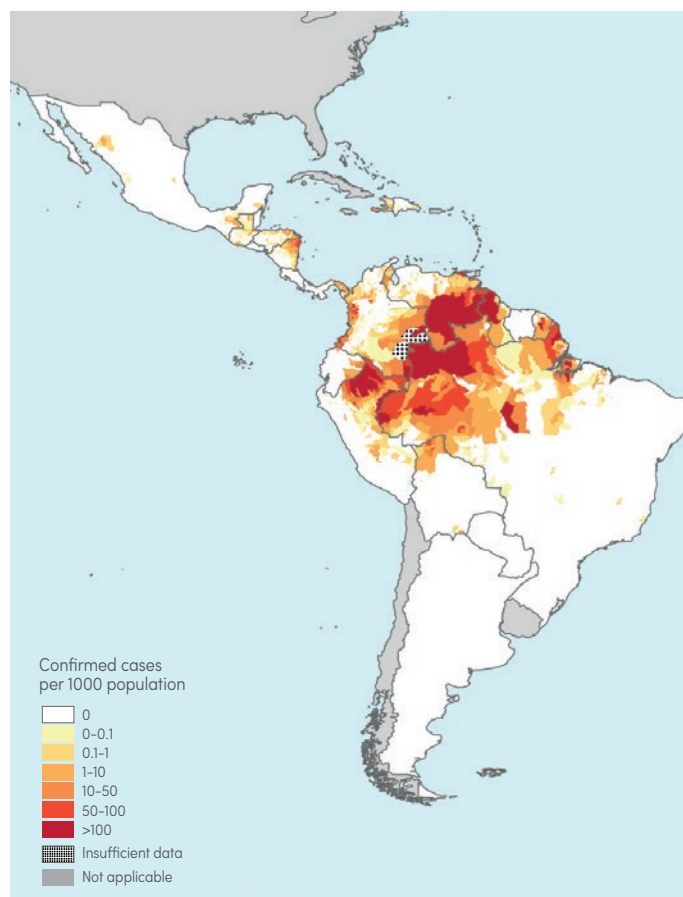 Confirmed cases
per 1000 population
0
0-0.1
0.1-1
1-10
10-50
50-100
>100
Insufficient data
Not applicable